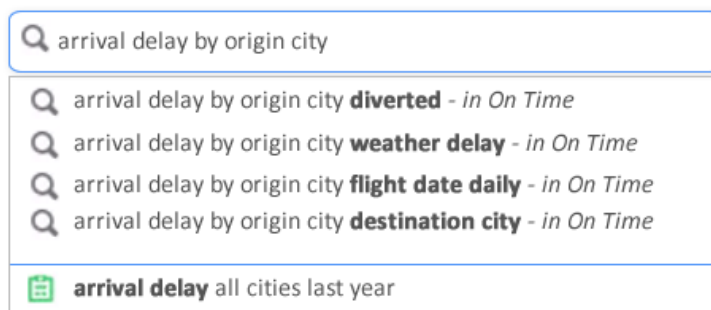 arrival delay by origin city
arrival delay by origin city diverted - in On Time
arrival delay by origin city weather delay - in On Time
arrival delay by origin city flight date daily - in On Time
arrival delay by origin city destination city - in On Time
arrival delay all cities last year